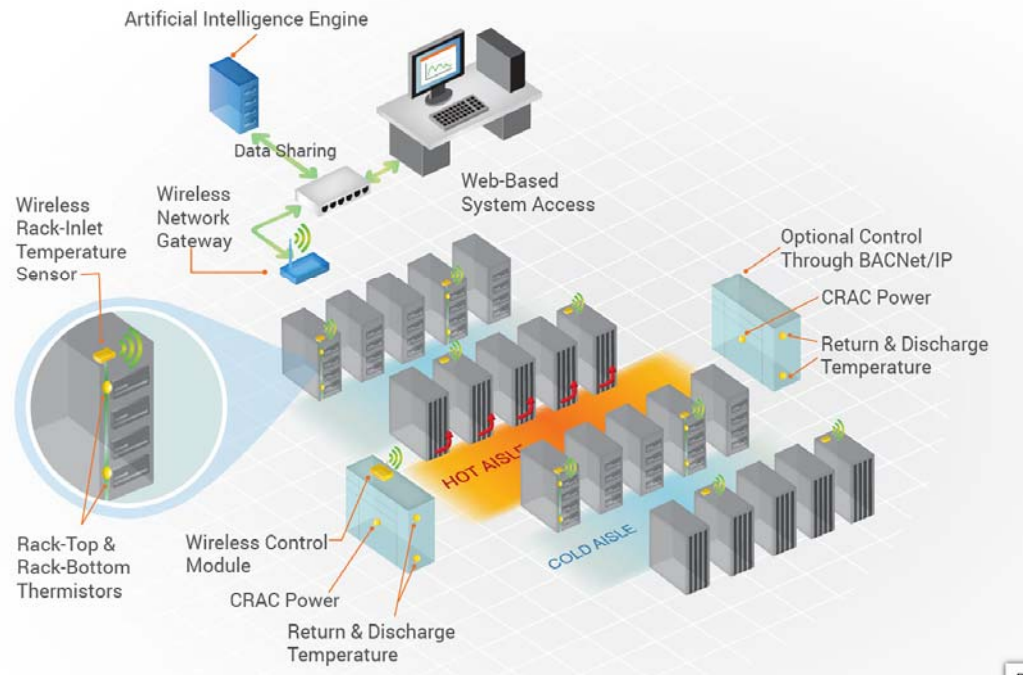 Artificial Intelligence Engine
Data Sharing
Web-Based
System Access
Wireless
Network
Gateway
Wireless
Rack-Inlet
Temperature
Sensor
Optional Control
Through BACNet/IP
CRAC Power
Return & Discharge
Temperature
HOT AISLE
COLD AISLE
Rack-Top &
Rack-Bottom
Thermistors
Wireless Control
Module
CRAC Power
Return & Discharge
Temperature